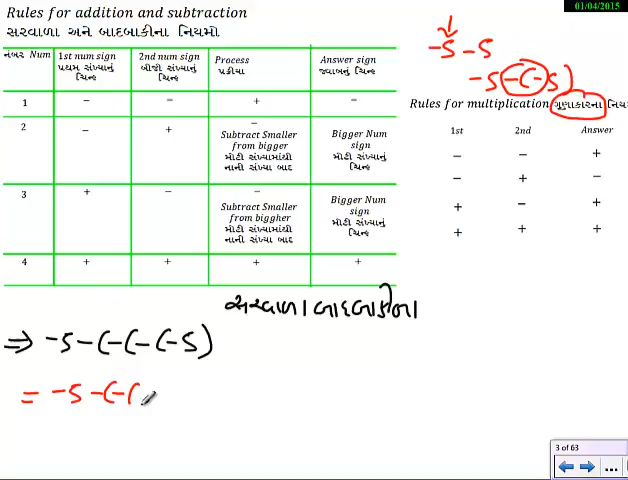 01/04/2015
Rules for addition and subtraction
સરવાળા અને બાદબાકીના નિયમો
નંબર Num 1st num sign પ્રથમ સંખ્યાનું ચિન્હ 2nd num sign બીજી સંખ્યાનું ચિન્હ Process પ્રકીયા Answer sign જવાબનું ચિન્હ
1 − − + −
2 − + − Subtract Smaller from bigger મોટી સંખ્યામાંથી નાની સંખ્યા બાદ Bigger Num sign મોટી સંખ્યાનું ચિન્હ
3 + − − Subtract Smaller from biggher મોટી સંખ્યામાંથી નાની સંખ્યા બાદ Bigger Num sign મોટી સંખ્યાનું ચિન્હ
4 + + + +
-5 -5
-5 -(-5)
Rules for multiplication ગુણાકારના
1st 2nd Answer
− − +
− + −
+ − +
+ + +
સરવાળા બાદબાકીના
⇒ -5 -(-(-(-5)
= -5 -(-(
3 of 63
...